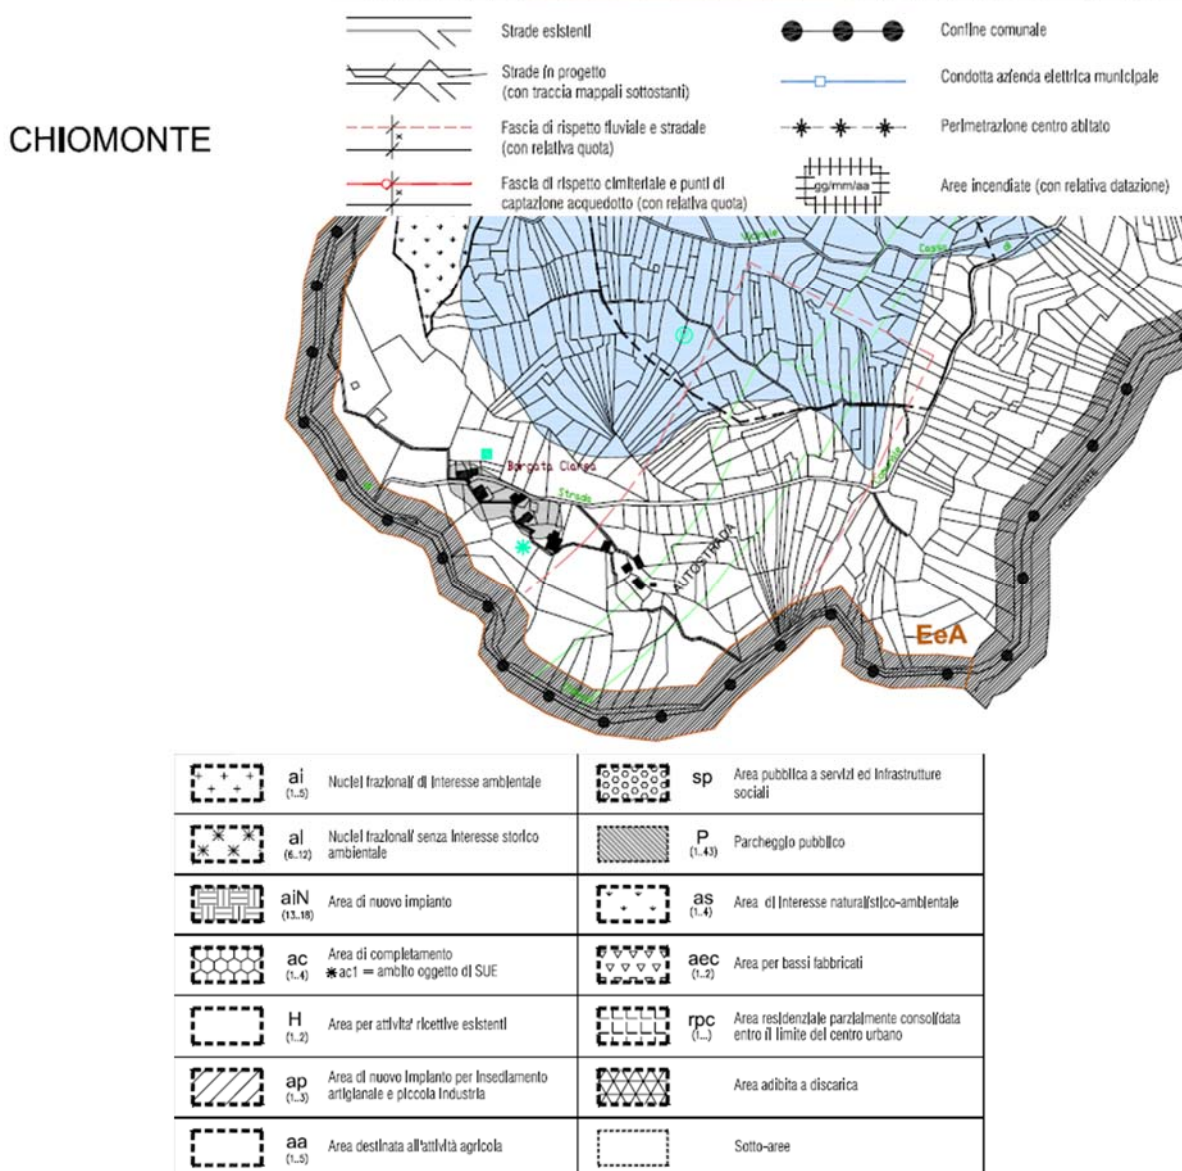 Strade esistenti
Confine comunale
Strade in progetto
(con traccia mappali sottostanti)
Condotta azienda elettrica municipale
CHIOMONTE
Fascia di rispetto fluviale e stradale
(con relativa quota)
Perimetrazione centro abitato
x
Fascia di rispetto cimiteriale e punti di
captazione acquedotto (con relativa quota)
x
gg/mm/aa
Aree incendiate (con relativa datazione)
Vicinale
Costa
di
Borgata Clarea
Strada
Comunale
di
AUTOSTRADA
EeA
ai
(1..5)
Nuclei frazionali di interesse ambientale
sp
Area pubblica a servizi ed infrastrutture
sociali
ai
(6..12)
Nuclei frazionali senza interesse storico
ambientale
P
(1..43)
Parcheggio pubblico
aiN
(13..18)
Area di nuovo impianto
as
(1..4)
Area di interesse naturalistico-ambientale
ac
(1..4)
Area di completamento
ac1 = ambito oggetto di SUE
aec
(1..2)
Area per bassi fabbricati
H
(1..2)
Area per attivita' ricettive esistenti
rpc
(1...)
Area residenziale parzialmente consolidata
entro il limite del centro urbano
ap
(1..3)
Area di nuovo impianto per insediamento
artigianale e piccola industria
Area adibita a discarica
aa
(1..5)
Area destinata all'attività agricola
Sotto-aree